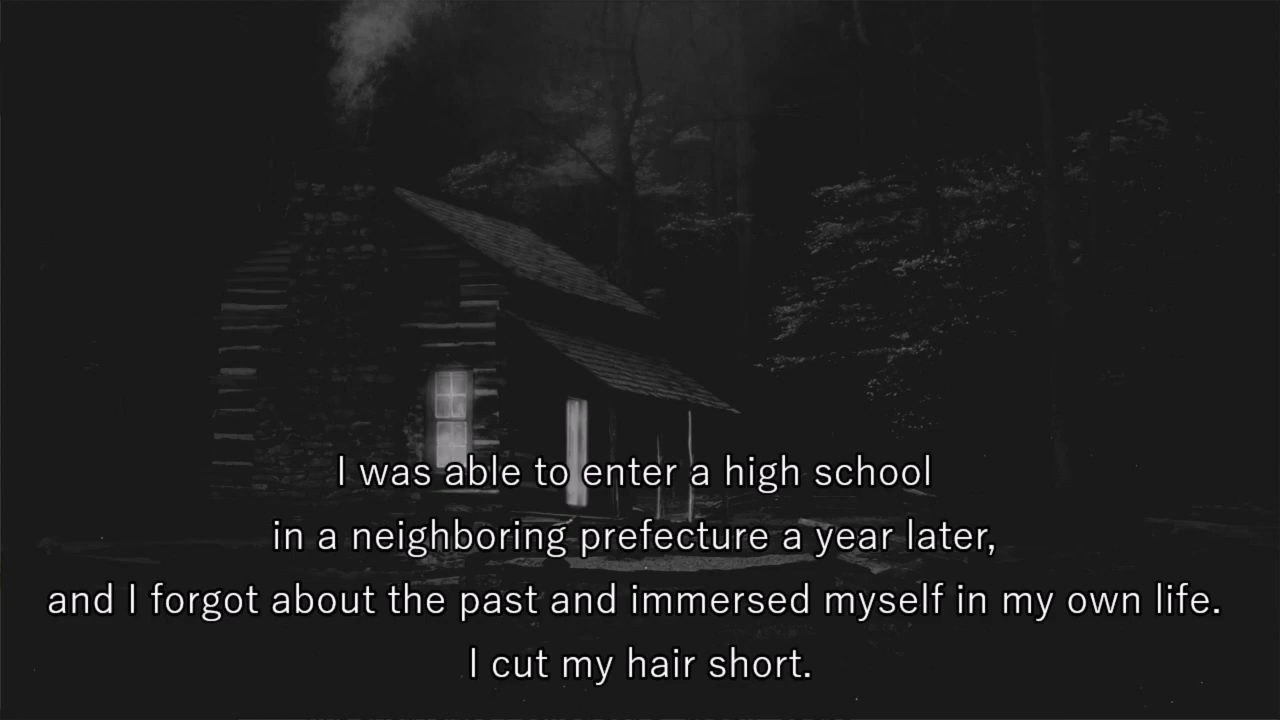 I was able to enter a high school
in a neighboring prefecture a year later,
and I forgot about the past and immersed myself in my own life.
I cut my hair short.